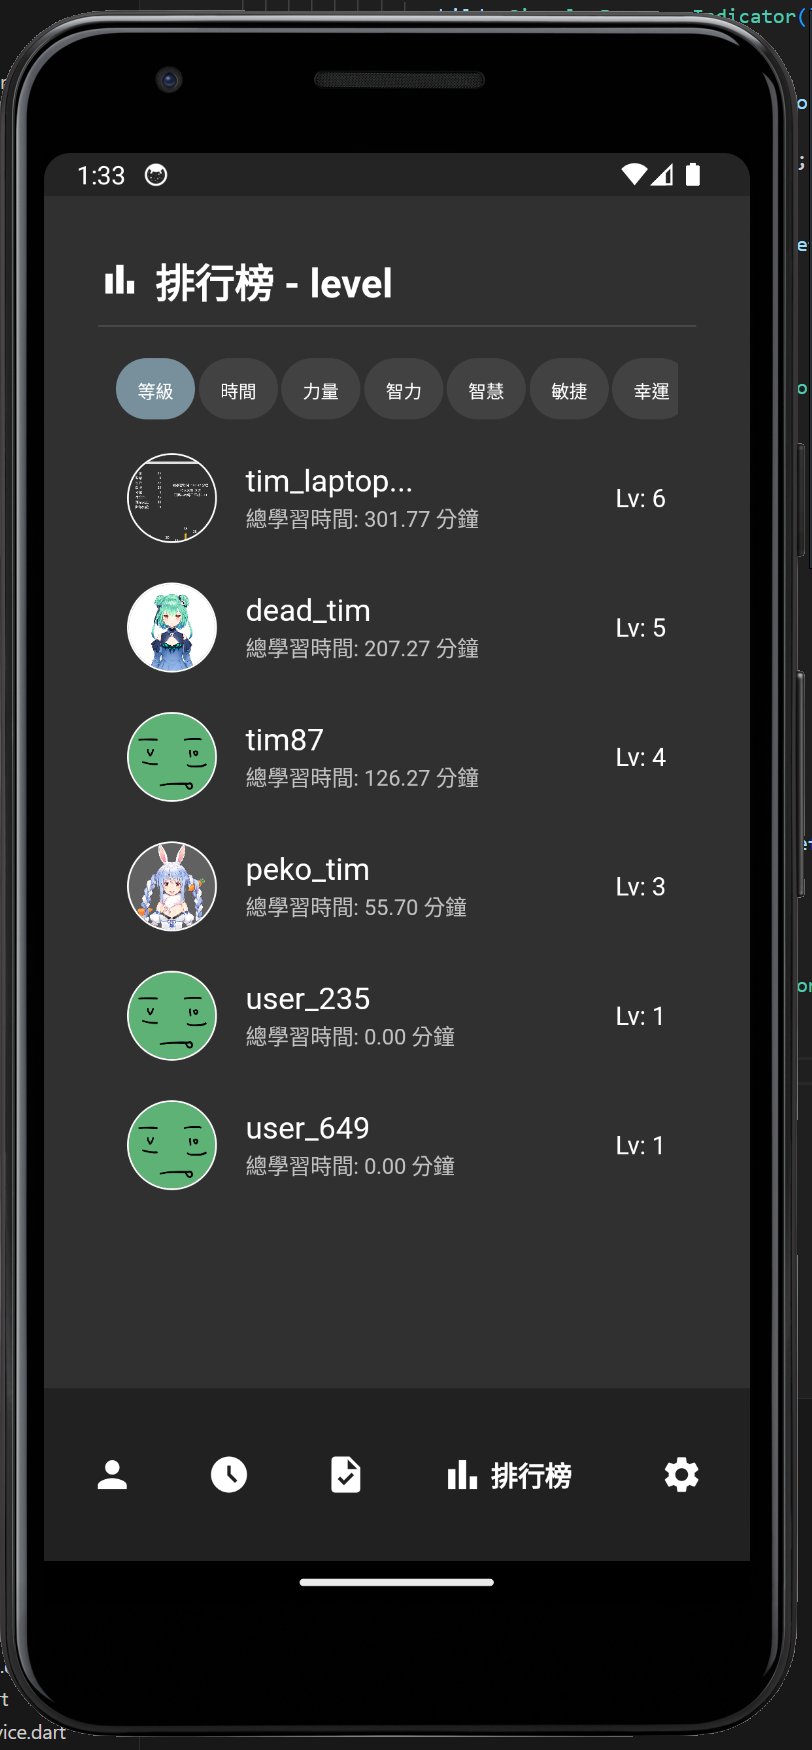 Indicator(
1:33
排行榜 - level
等級 時間 力量 智力 智慧 敏捷 幸運
tim_laptop...
總學習時間: 301.77 分鐘
Lv: 6
dead_tim
總學習時間: 207.27 分鐘
Lv: 5
tim87
總學習時間: 126.27 分鐘
Lv: 4
peko_tim
總學習時間: 55.70 分鐘
Lv: 3
user_235
總學習時間: 0.00 分鐘
Lv: 1
user_649
總學習時間: 0.00 分鐘
Lv: 1
排行榜
vice.dart